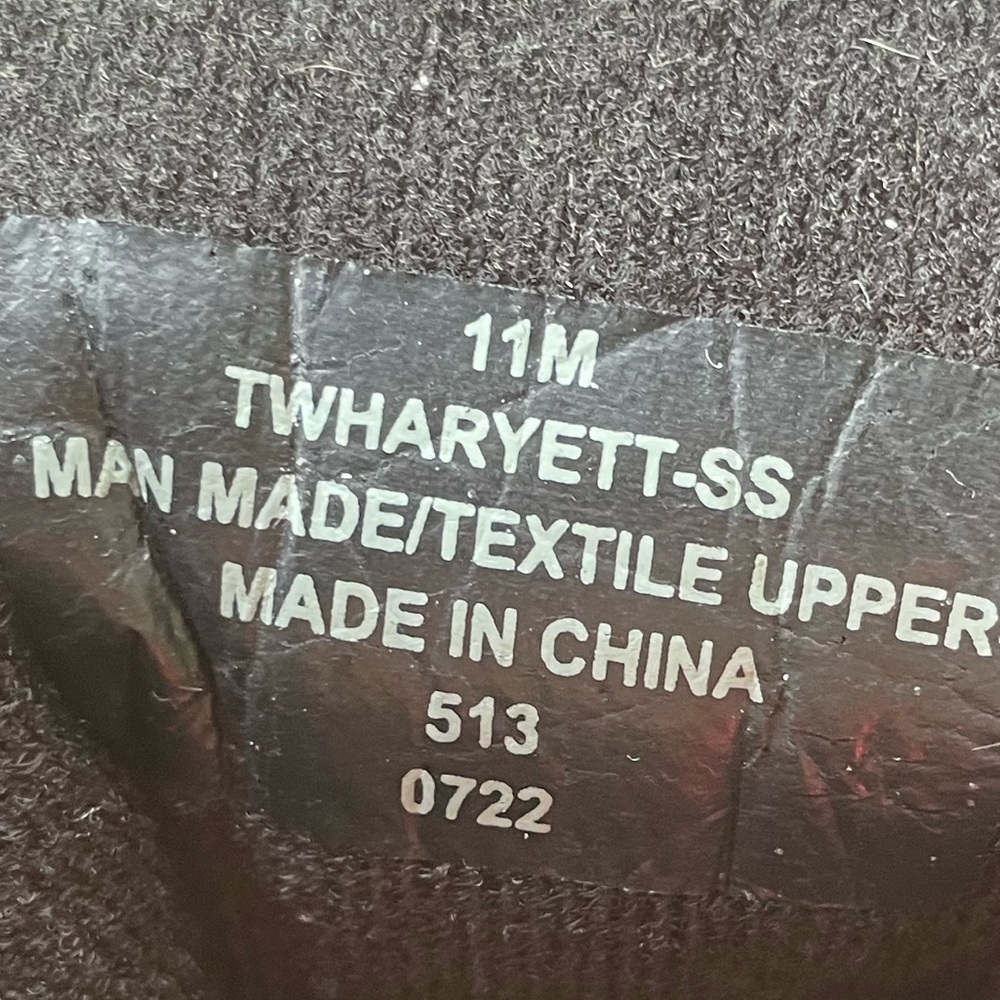 11M
TWHARYETT-SS
MAN MADE/TEXTILE UPPER
MADE IN CHINA
513
0722